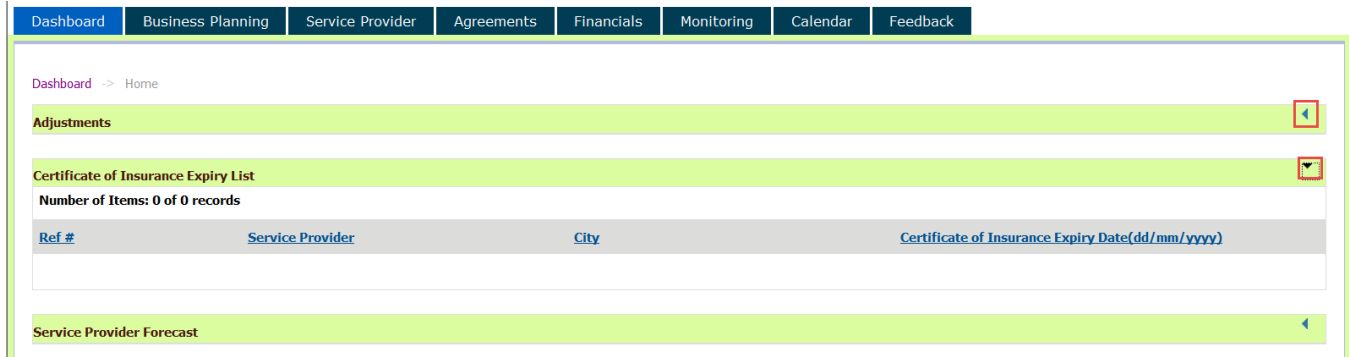 Dashboard Business Planning Service Provider Agreements Financials Monitoring Calendar Feedback
Dashboard -> Home
Adjustments
Certificate of Insurance Expiry List
Number of Items: 0 of 0 records
Ref # Service Provider City Certificate of Insurance Expiry Date(dd/mm/yyyy)
Service Provider Forecast